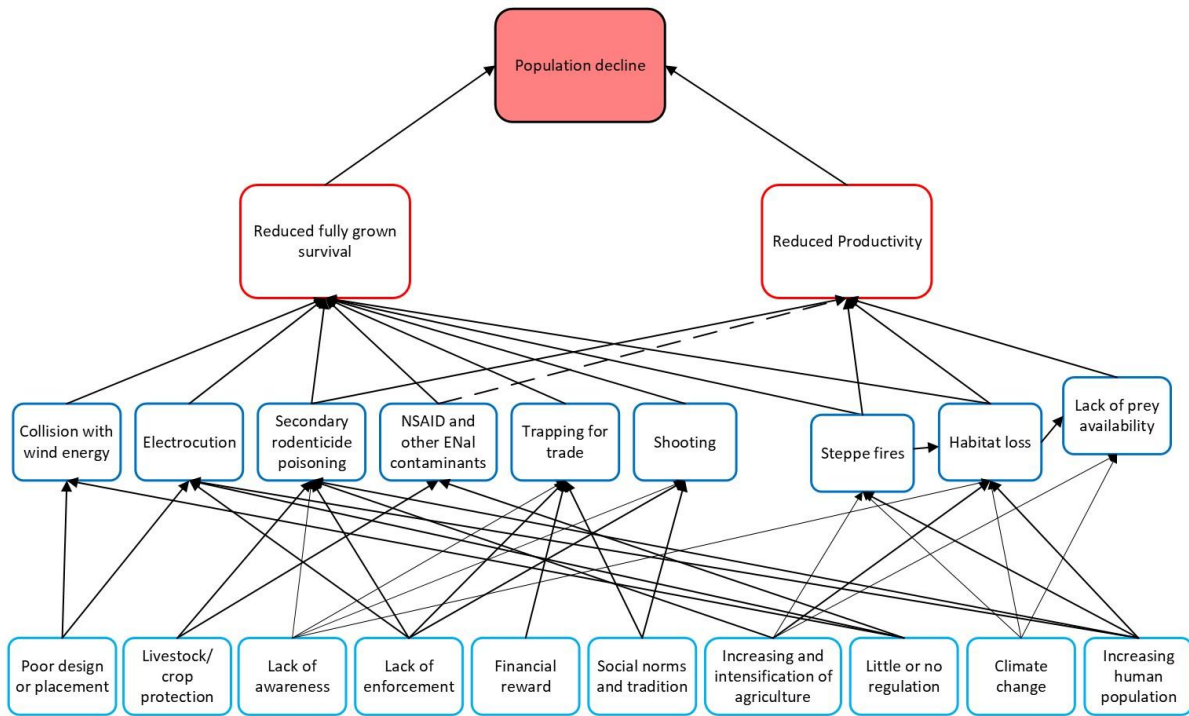 Population decline
Reduced fully grown
survival
Reduced Productivity
Collision with
wind energy
Electrocution
Secondary
rodenticide
poisoning
NSAID and
other ENal
contaminants
Trapping for
trade
Shooting
Steppe fires
Habitat loss
Lack of prey
availability
Poor design
or placement
Livestock/
crop
protection
Lack of
awareness
Lack of
enforcement
Financial
reward
Social norms
and tradition
Increasing and
intensification of
agriculture
Little or no
regulation
Climate
change
Increasing
human
population